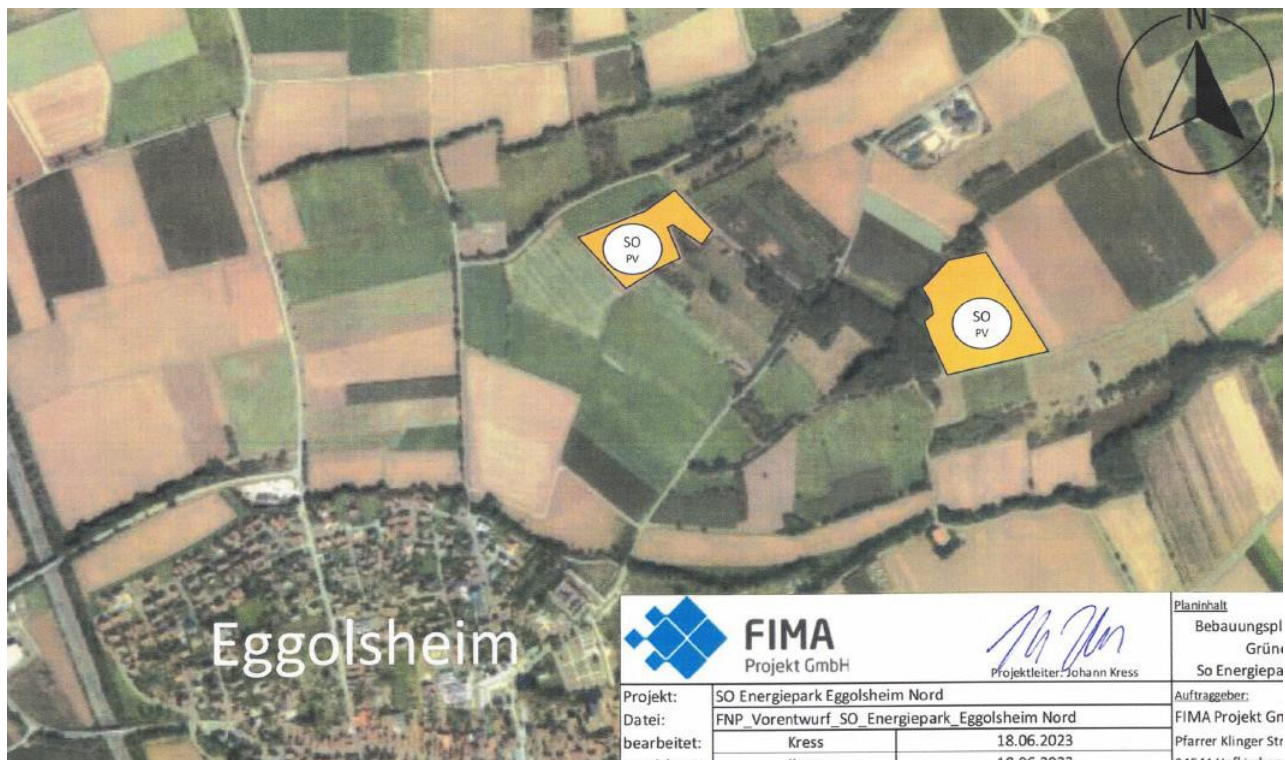 N
SO
PV
SO
PV
Eggolsheim
FIMA
Projekt GmbH
Projektleiter: Johann Kress
Planinhalt
Bebauungspl
Grüne
So Energiepa
Projekt: SO Energiepark Eggolsheim Nord
Auftraggeber:
Datei: FNP_Vorentwurf_SO_Energiepark_Eggolsheim Nord
FIMA Projekt Gm
bearbeitet: Kress 18.06.2023
Pfarrer Klinger Str